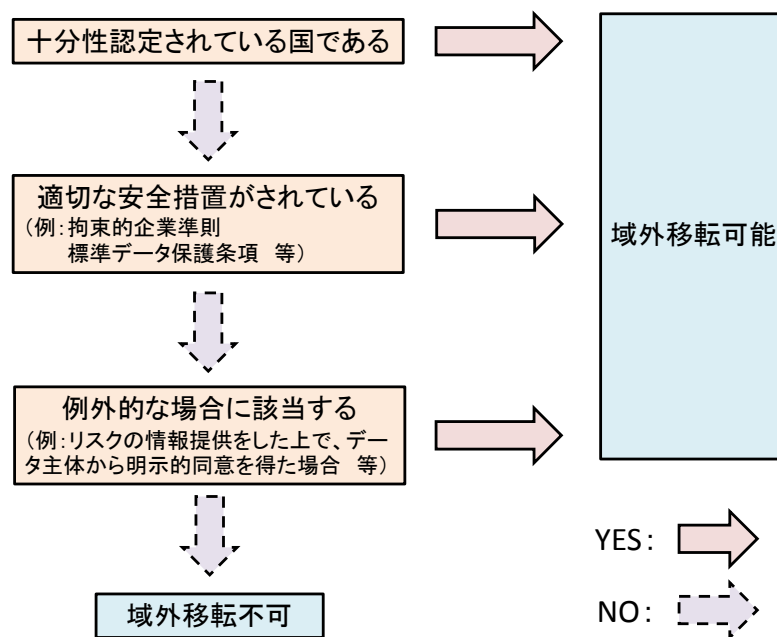 十分性認定されている国である
適切な安全措置がされている
(例:拘束的企業準則
標準データ保護条項 等)
域外移転可能
例外的な場合に該当する
(例:リスクの情報提供をした上で、デー
タ主体から明示的同意を得た場合 等)
域外移転不可
YES:
NO: